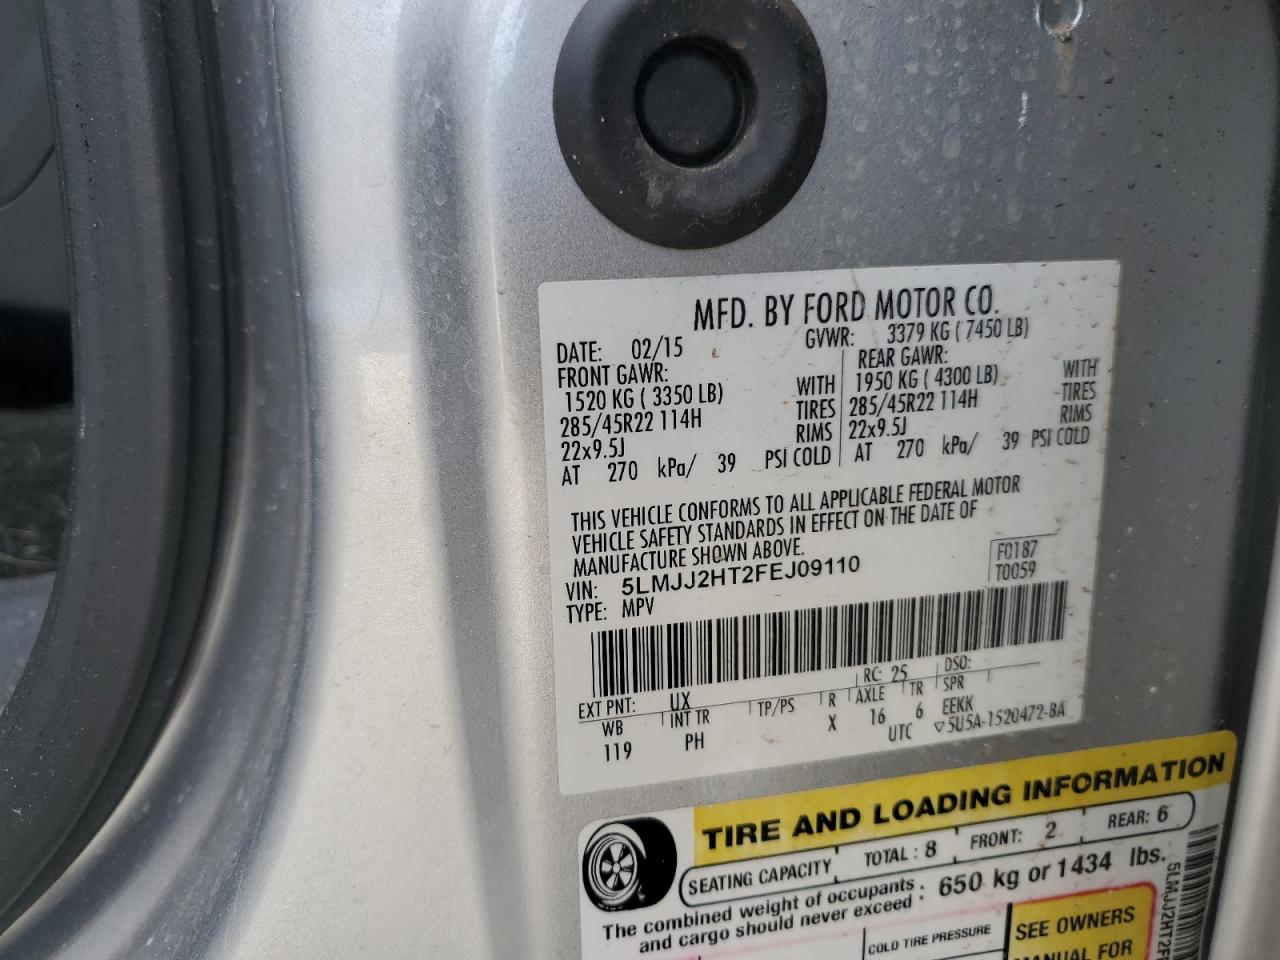 MFD. BY FORD MOTOR CO.
DATE: 02/15 GVWR: 3379 KG ( 7450 LB)
FRONT GAWR: REAR GAWR:
1520 KG ( 3350 LB) WITH 1950 KG ( 4300 LB) WITH
285/45R22 114H TIRES 285/45R22 114H TIRES
22x9.5J RIMS 22x9.5J RIMS
AT 270 kPa/ 39 PSI COLD AT 270 kPa/ 39 PSI COLD
THIS VEHICLE CONFORMS TO ALL APPLICABLE FEDERAL MOTOR
VEHICLE SAFETY STANDARDS IN EFFECT ON THE DATE OF
MANUFACTURE SHOWN ABOVE.
VIN: 5LMJJ2HT2FEJ09110 F0187
TYPE: MPV T0059
EXT PNT: UX RC: 25 DSO:
WB INT TR TP/PS R AXLE TR SPR
119 PH X 16 6 EEKK
UTC ▽5U5A-1520472-BA
TIRE AND LOADING INFORMATION
SEATING CAPACITY TOTAL : 8 FRONT: 2 REAR: 6
The combined weight of occupants
and cargo should never exceed : 650 kg or 1434 lbs.
COLD TIRE PRESSURE
SEE OWNERS
MANUAL FOR
5LMJJ2HT2F